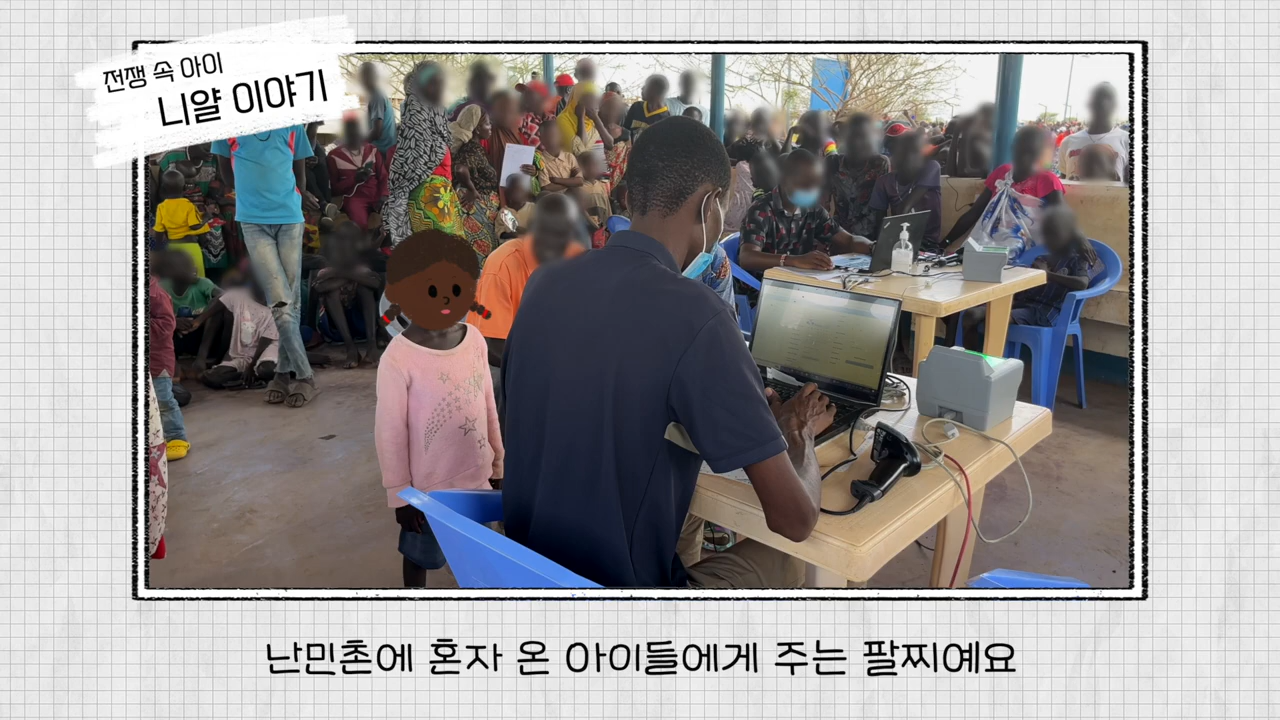 전쟁 속 아이
니얄 이야기
난민촌에 혼자 온 아이들에게 주는 팔찌예요